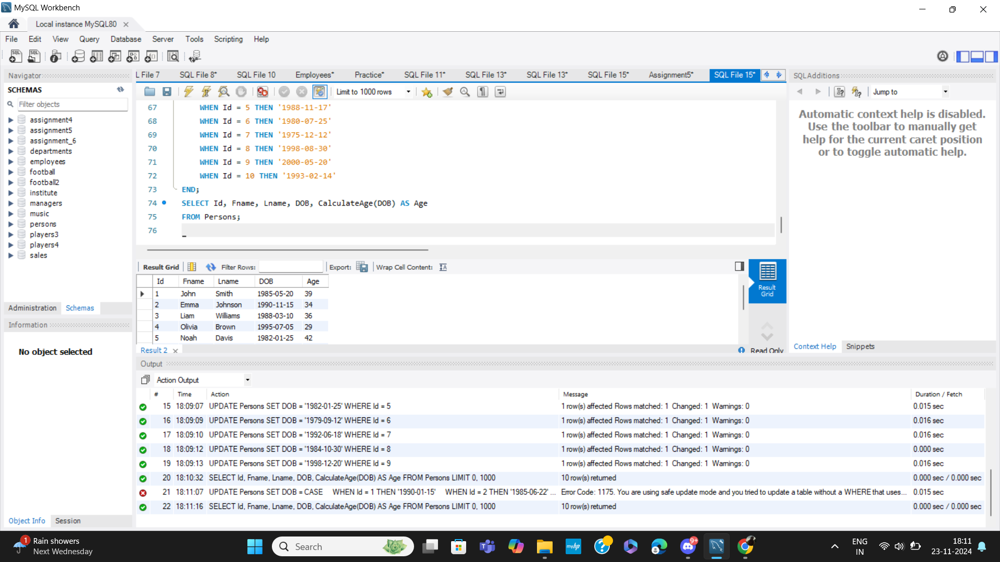 MySQL Workbench
Local instance MySQL80
File Edit View Query Database Server Tools Scripting Help
Navigator
SCHEMAS
Filter objects
assignment4
assignment5
assignment_6
departments
employees
football
football2
institute
managers
music
persons
players3
players4
sales
Administration Schemas
Information
No object selected
Object Info Session
L File 7 SQL File 8* SQL File 10 Employees* Practice* SQL File 11* SQL File 13* SQL File 13* SQL File 15* Assignment5* SQL File 15*
Limit to 1000 rows
67 WHEN Id = 5 THEN '1988-11-17'
68 WHEN Id = 6 THEN '1980-07-25'
69 WHEN Id = 7 THEN '1975-12-12'
70 WHEN Id = 8 THEN '1998-08-30'
71 WHEN Id = 9 THEN '2000-05-20'
72 WHEN Id = 10 THEN '1993-02-14'
73 END;
74 SELECT Id, Fname, Lname, DOB, CalculateAge(DOB) AS Age
75 FROM Persons;
76
Result Grid Filter Rows: Export: Wrap Cell Content:
Id Fname Lname DOB Age
1 John Smith 1985-05-20 39
2 Emma Johnson 1990-11-15 34
3 Liam Williams 1988-03-10 36
4 Olivia Brown 1995-07-05 29
5 Noah Davis 1982-01-25 42
Result Grid
Result 2
Read Only
SQLAdditions
Jump to
Automatic context help is disabled.
Use the toolbar to manually get
help for the current caret position
or to toggle automatic help.
Context Help Snippets
Output
Action Output
# Time Action Message Duration / Fetch
15 18:09:07 UPDATE Persons SET DOB = '1982-01-25' WHERE Id = 5 1 row(s) affected Rows matched: 1 Changed: 1 Warnings: 0 0.015 sec
16 18:09:09 UPDATE Persons SET DOB = '1979-09-12' WHERE Id = 6 1 row(s) affected Rows matched: 1 Changed: 1 Warnings: 0 0.016 sec
17 18:09:10 UPDATE Persons SET DOB = '1992-06-18' WHERE Id = 7 1 row(s) affected Rows matched: 1 Changed: 1 Warnings: 0 0.016 sec
18 18:09:12 UPDATE Persons SET DOB = '1984-10-30' WHERE Id = 8 1 row(s) affected Rows matched: 1 Changed: 1 Warnings: 0 0.000 sec
19 18:09:13 UPDATE Persons SET DOB = '1998-12-20' WHERE Id = 9 1 row(s) affected Rows matched: 1 Changed: 1 Warnings: 0 0.016 sec
20 18:10:32 SELECT Id, Fname, Lname, DOB, CalculateAge(DOB) AS Age FROM Persons LIMIT 0, 1000 10 row(s) returned 0.000 sec / 0.000 sec
21 18:11:07 UPDATE Persons SET DOB = CASE WHEN Id = 1 THEN '1990-01-15' WHEN Id = 2 THEN '1985-06-22' ... Error Code: 1175. You are using safe update mode and you tried to update a table without a WHERE that uses... 0.015 sec
22 18:11:16 SELECT Id, Fname, Lname, DOB, CalculateAge(DOB) AS Age FROM Persons LIMIT 0, 1000 10 row(s) returned 0.000 sec / 0.000 sec
1 Rain showers
Next Wednesday
Search
myhp
9+
ENG
IN
18:11
23-11-2024